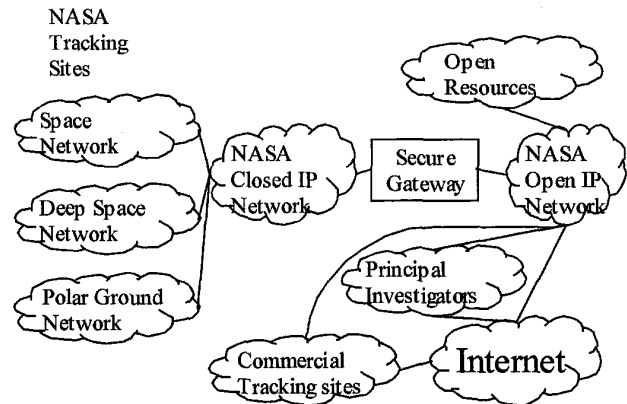 NASA
Tracking
Sites
Space
Network
Deep Space
Network
Polar Ground
Network
NASA
Closed IP
Network
Secure
Gateway
NASA
Open IP
Network
Open
Resources
Principal
Investigators
Commercial
Tracking sites
Internet